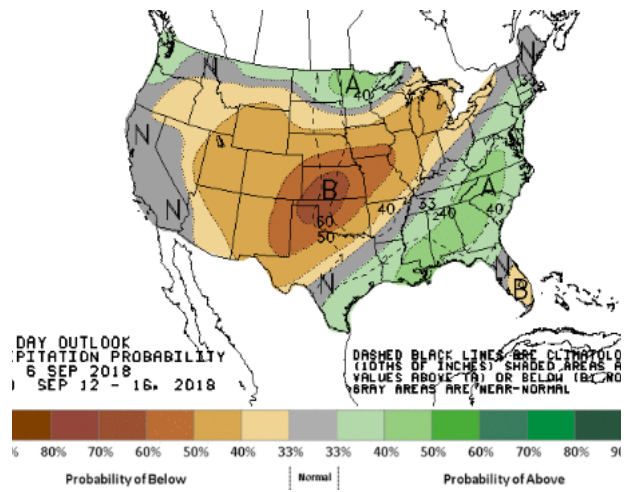 N
N
A
40
N
N
B
A
40
33
40
40
60
50
N
N
B
DAY OUTLOOK
PITATION PROBABILITY
6 SEP 2018
SEP 12 - 16, 2018
DASHED BLACK LINES ARE CLIMATOLO
(10THS OF INCHES) SHADED AREAS A
VALUES ABOVE (A) OR BELOW (B) NO
GRAY AREAS ARE NEAR-NORMAL
% 80% 70% 60% 50% 40% 33% 33% 40% 50% 60% 70% 80% 90
Probability of Below Normal Probability of Above